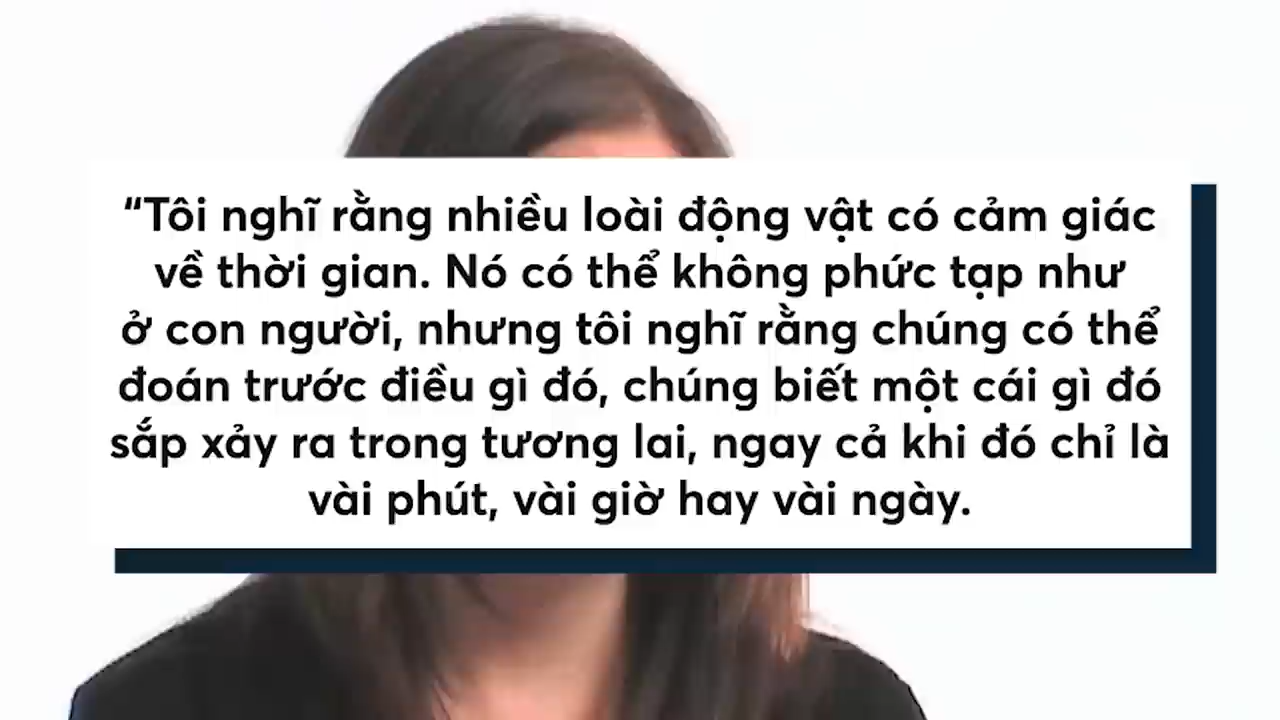 “Tôi nghĩ rằng nhiều loài động vật có cảm giác
về thời gian. Nó có thể không phức tạp như
ở con người, nhưng tôi nghĩ rằng chúng có thể
đoán trước điều gì đó, chúng biết một cái gì đó
sắp xảy ra trong tương lai, ngay cả khi đó chỉ là
vài phút, vài giờ hay vài ngày.